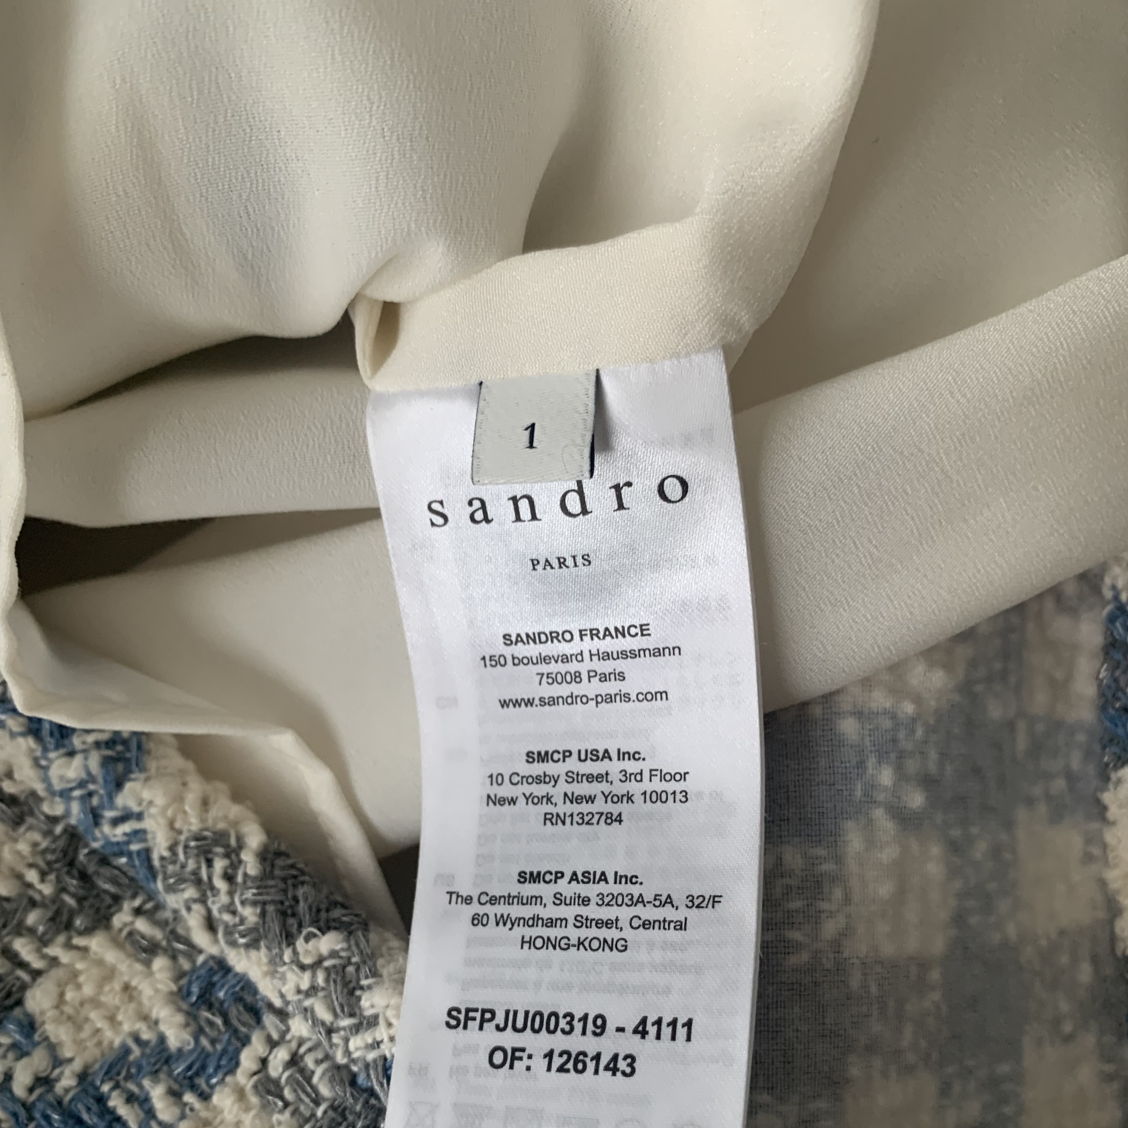 1
sandro
PARIS
SANDRO FRANCE
150 boulevard Haussmann
75008 Paris
www.sandro-paris.com
SMCP USA Inc.
10 Crosby Street, 3rd Floor
New York, New York 10013
RN132784
SMCP ASIA Inc.
The Centrium, Suite 3203A-5A, 32/F
60 Wyndham Street, Central
HONG-KONG
SFPJU00319 - 4111
OF: 126143